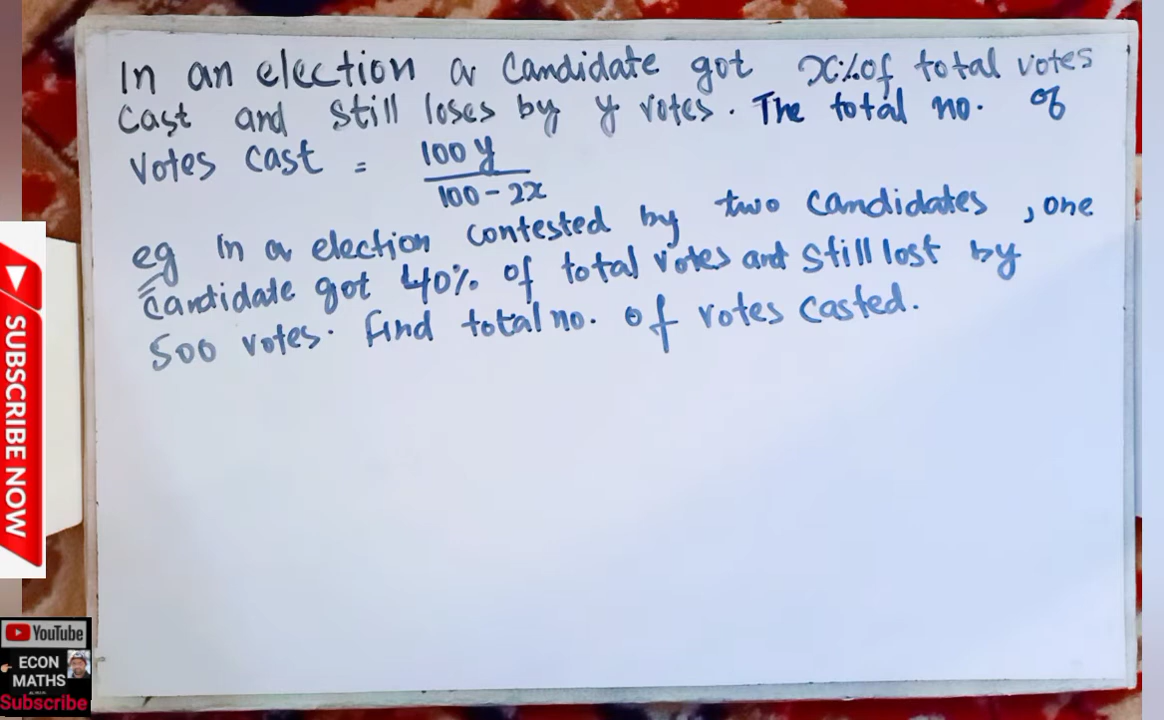 In an election a candidate got x% of total votes
cast and still loses by y votes. The total no. of
votes cast = 100y
100-2x
eg In a election contested by two candidates, one
candidate got 40% of total votes and still lost by
500 votes. Find total no. of votes casted.
SUBSCRIBE NOW
YouTube
ECON
MATHS
Subscribe